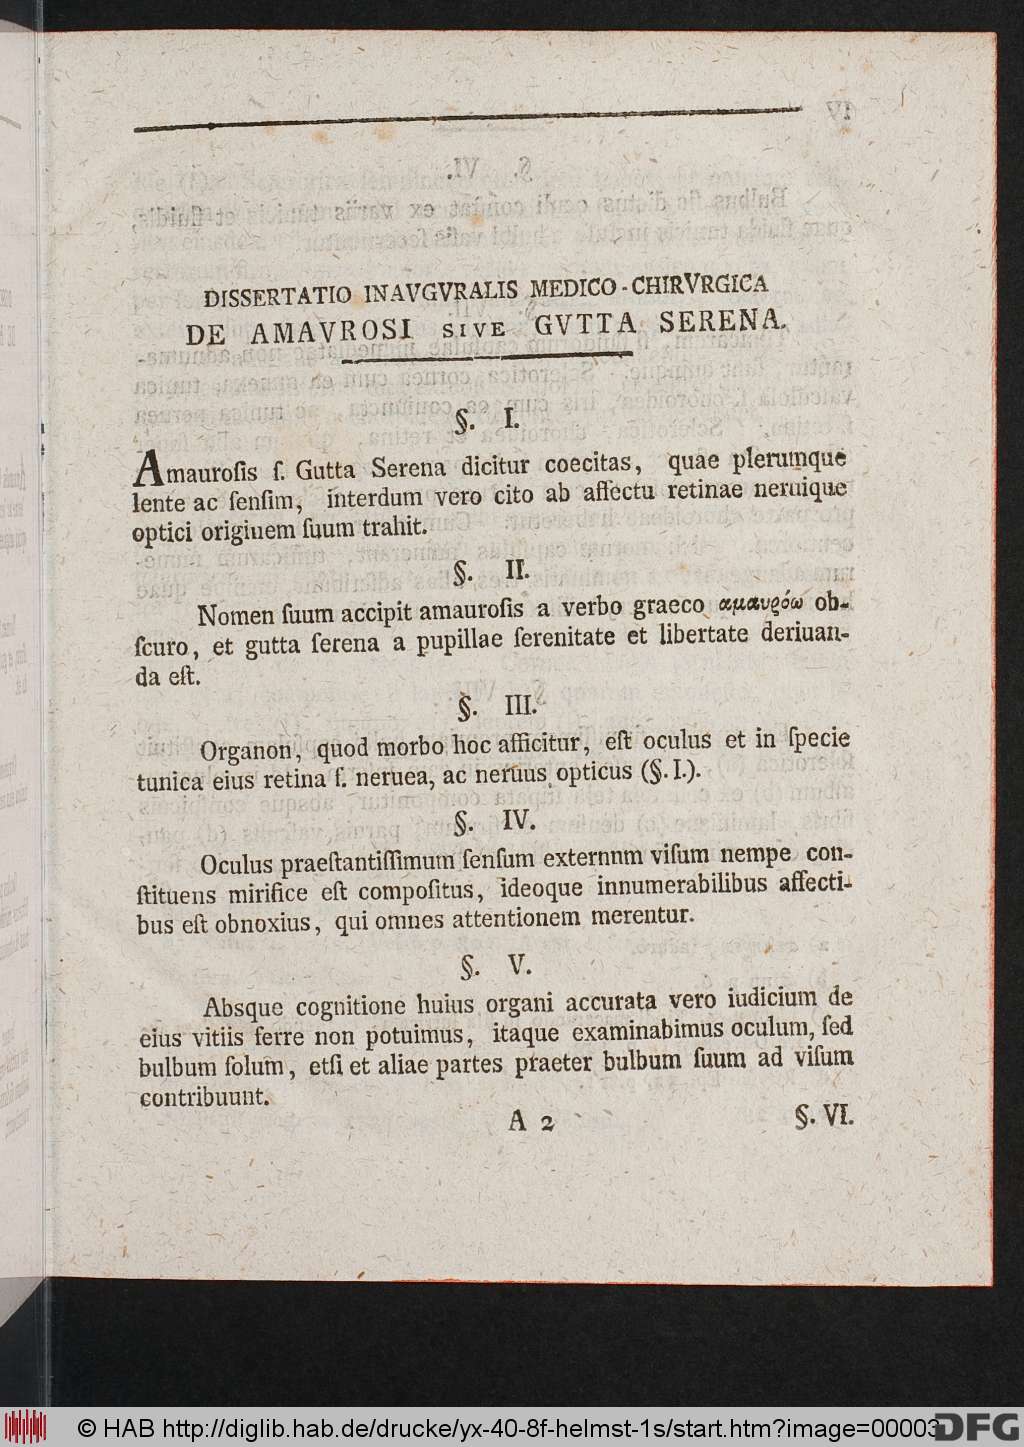 DISSERTATIO INAVGVRALIS MEDICO-CHIRVRGICA
DE AMAVROSI SIVE GVTTA SERENA.
§. I.
Amauroſis ſ. Gutta Serena dicitur coecitas, quae plerumque
lente ac ſenſim, interdum vero cito ab affectu retinae neruique
optici originem ſuum trahit.
§. II.
Nomen ſuum accipit amauroſis a verbo graeco αμαυρόω ob-
ſcuro, et gutta ſerena a pupillae ſerenitate et libertate deriuan-
da eſt.
§. III.
Organon, quod morbo hoc afficitur, eſt oculus et in ſpecie
tunica eius retina ſ. neruea, ac neruus opticus (§. I.).
§. IV.
Oculus praeſtantiſſimum ſenſum externnm viſum nempe con-
ſtituens mirifice eſt compoſitus, ideoque innumerabilibus affecti-
bus eſt obnoxius, qui omnes attentionem merentur.
§. V.
Absque cognitione huius organi accurata vero iudicium de
eius vitiis ferre non potuimus, itaque examinabimus oculum, ſed
bulbum ſolum, etſi et aliae partes praeter bulbum ſuum ad viſum
contribuunt.
A 2 §. VI.
© HAB http://diglib.hab.de/drucke/yx-40-8f-helmst-1s/start.htm?image=00003
DFG